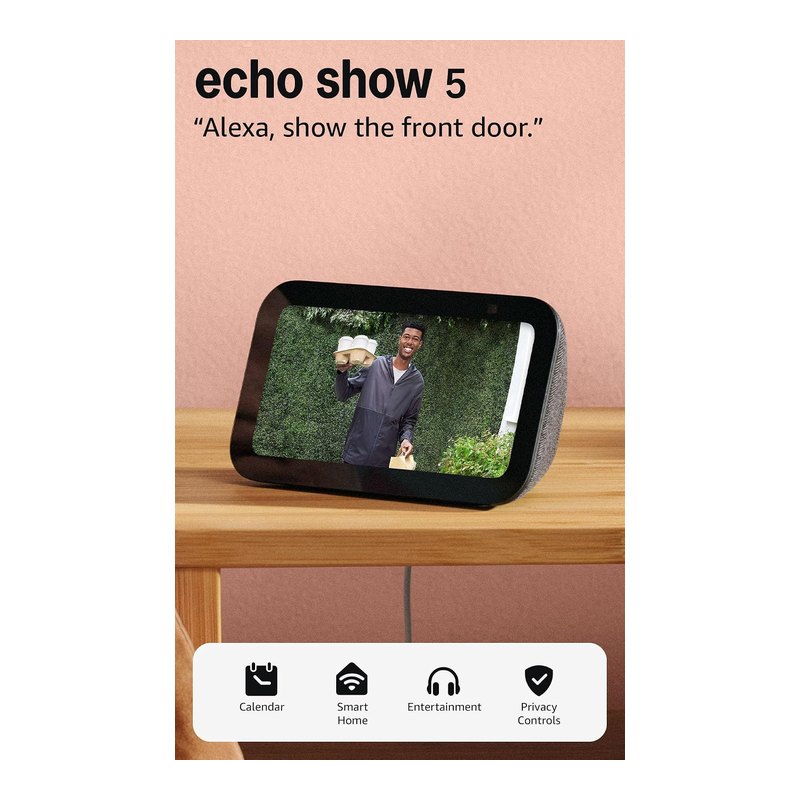 echo show 5
“Alexa, show the front door.”
Calendar
Smart
Home
Entertainment
Privacy
Controls